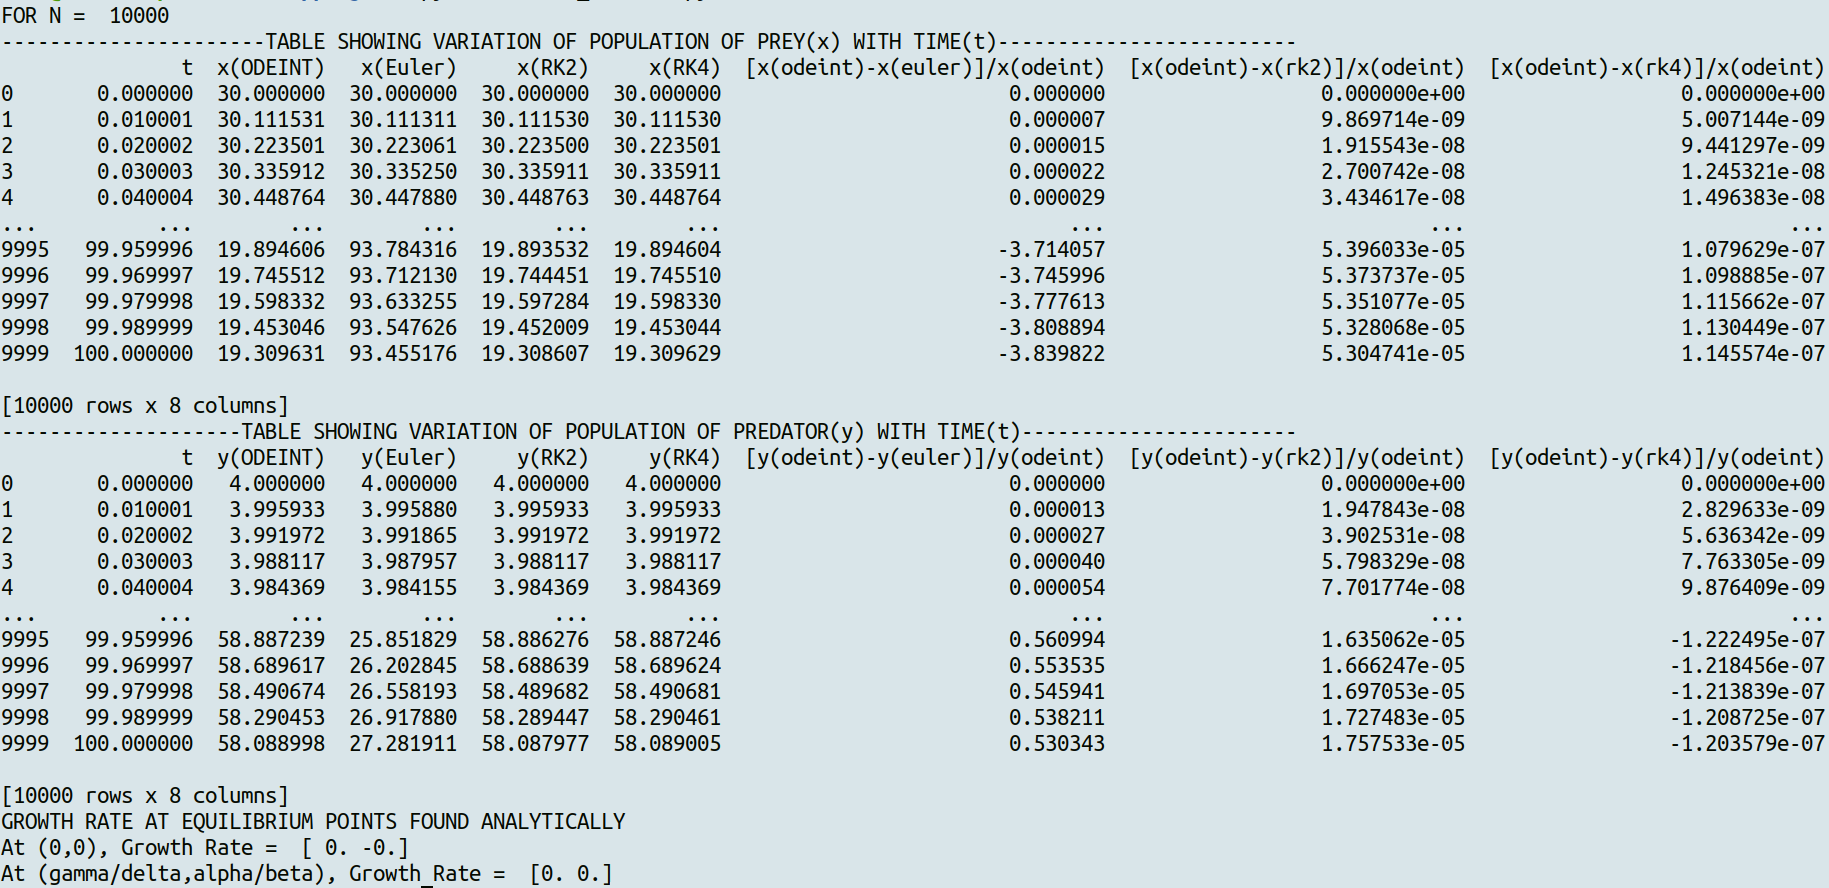 FOR N =  10000
----------------------TABLE SHOWING VARIATION OF POPULATION OF PREY(x) WITH TIME(t)-------------------------
t  x(ODEINT)   x(Euler)     x(RK2)     x(RK4)  [x(odeint)-x(euler)]/x(odeint)  [x(odeint)-x(rk2)]/x(odeint)  [x(odeint)-x(rk4)]/x(odeint)
0       0.000000  30.000000  30.000000  30.000000  30.000000                        0.000000                  0.000000e+00                  0.000000e+00
1       0.010001  30.111531  30.111311  30.111530  30.111530                        0.000007                  9.869714e-09                  5.007144e-09
2       0.020002  30.223501  30.223061  30.223500  30.223501                        0.000015                  1.915543e-08                  9.441297e-09
3       0.030003  30.335912  30.335250  30.335911  30.335911                        0.000022                  2.700742e-08                  1.245321e-08
4       0.040004  30.448764  30.447880  30.448763  30.448764                        0.000029                  3.434617e-08                  1.496383e-08
...          ...        ...        ...        ...        ...                             ...                           ...                           ...
9995   99.959996  19.894606  93.784316  19.893532  19.894604                       -3.714057                  5.396033e-05                  1.079629e-07
9996   99.969997  19.745512  93.712130  19.744451  19.745510                       -3.745996                  5.373737e-05                  1.098885e-07
9997   99.979998  19.598332  93.633255  19.597284  19.598330                       -3.777613                  5.351077e-05                  1.115662e-07
9998   99.989999  19.453046  93.547626  19.452009  19.453044                       -3.808894                  5.328068e-05                  1.130449e-07
9999  100.000000  19.309631  93.455176  19.308607  19.309629                       -3.839822                  5.304741e-05                  1.145574e-07
[10000 rows x 8 columns]
--------------------TABLE SHOWING VARIATION OF POPULATION OF PREDATOR(y) WITH TIME(t)-----------------------
t  y(ODEINT)   y(Euler)     y(RK2)     y(RK4)  [y(odeint)-y(euler)]/y(odeint)  [y(odeint)-y(rk2)]/y(odeint)  [y(odeint)-y(rk4)]/y(odeint)
0       0.000000   4.000000   4.000000   4.000000   4.000000                        0.000000                  0.000000e+00                  0.000000e+00
1       0.010001   3.995933   3.995880   3.995933   3.995933                        0.000013                  1.947843e-08                  2.829633e-09
2       0.020002   3.991972   3.991865   3.991972   3.991972                        0.000027                  3.902531e-08                  5.636342e-09
3       0.030003   3.988117   3.987957   3.988117   3.988117                        0.000040                  5.798329e-08                  7.763305e-09
4       0.040004   3.984369   3.984155   3.984369   3.984369                        0.000054                  7.701774e-08                  9.876409e-09
...          ...        ...        ...        ...        ...                             ...                           ...                           ...
9995   99.959996  58.887239  25.851829  58.886276  58.887246                        0.560994                  1.635062e-05                 -1.222495e-07
9996   99.969997  58.689617  26.202845  58.688639  58.689624                        0.553535                  1.666247e-05                 -1.218456e-07
9997   99.979998  58.490674  26.558193  58.489682  58.490681                        0.545941                  1.697053e-05                 -1.213839e-07
9998   99.989999  58.290453  26.917880  58.289447  58.290461                        0.538211                  1.727483e-05                 -1.208725e-07
9999  100.000000  58.088998  27.281911  58.087977  58.089005                        0.530343                  1.757533e-05                 -1.203579e-07
[10000 rows x 8 columns]
GROWTH RATE AT EQUILIBRIUM POINTS FOUND ANALYTICALLY
At (0,0), Growth Rate =  [ 0. -0.]
At (gamma/delta,alpha/beta), Growth Rate =  [0. 0.]